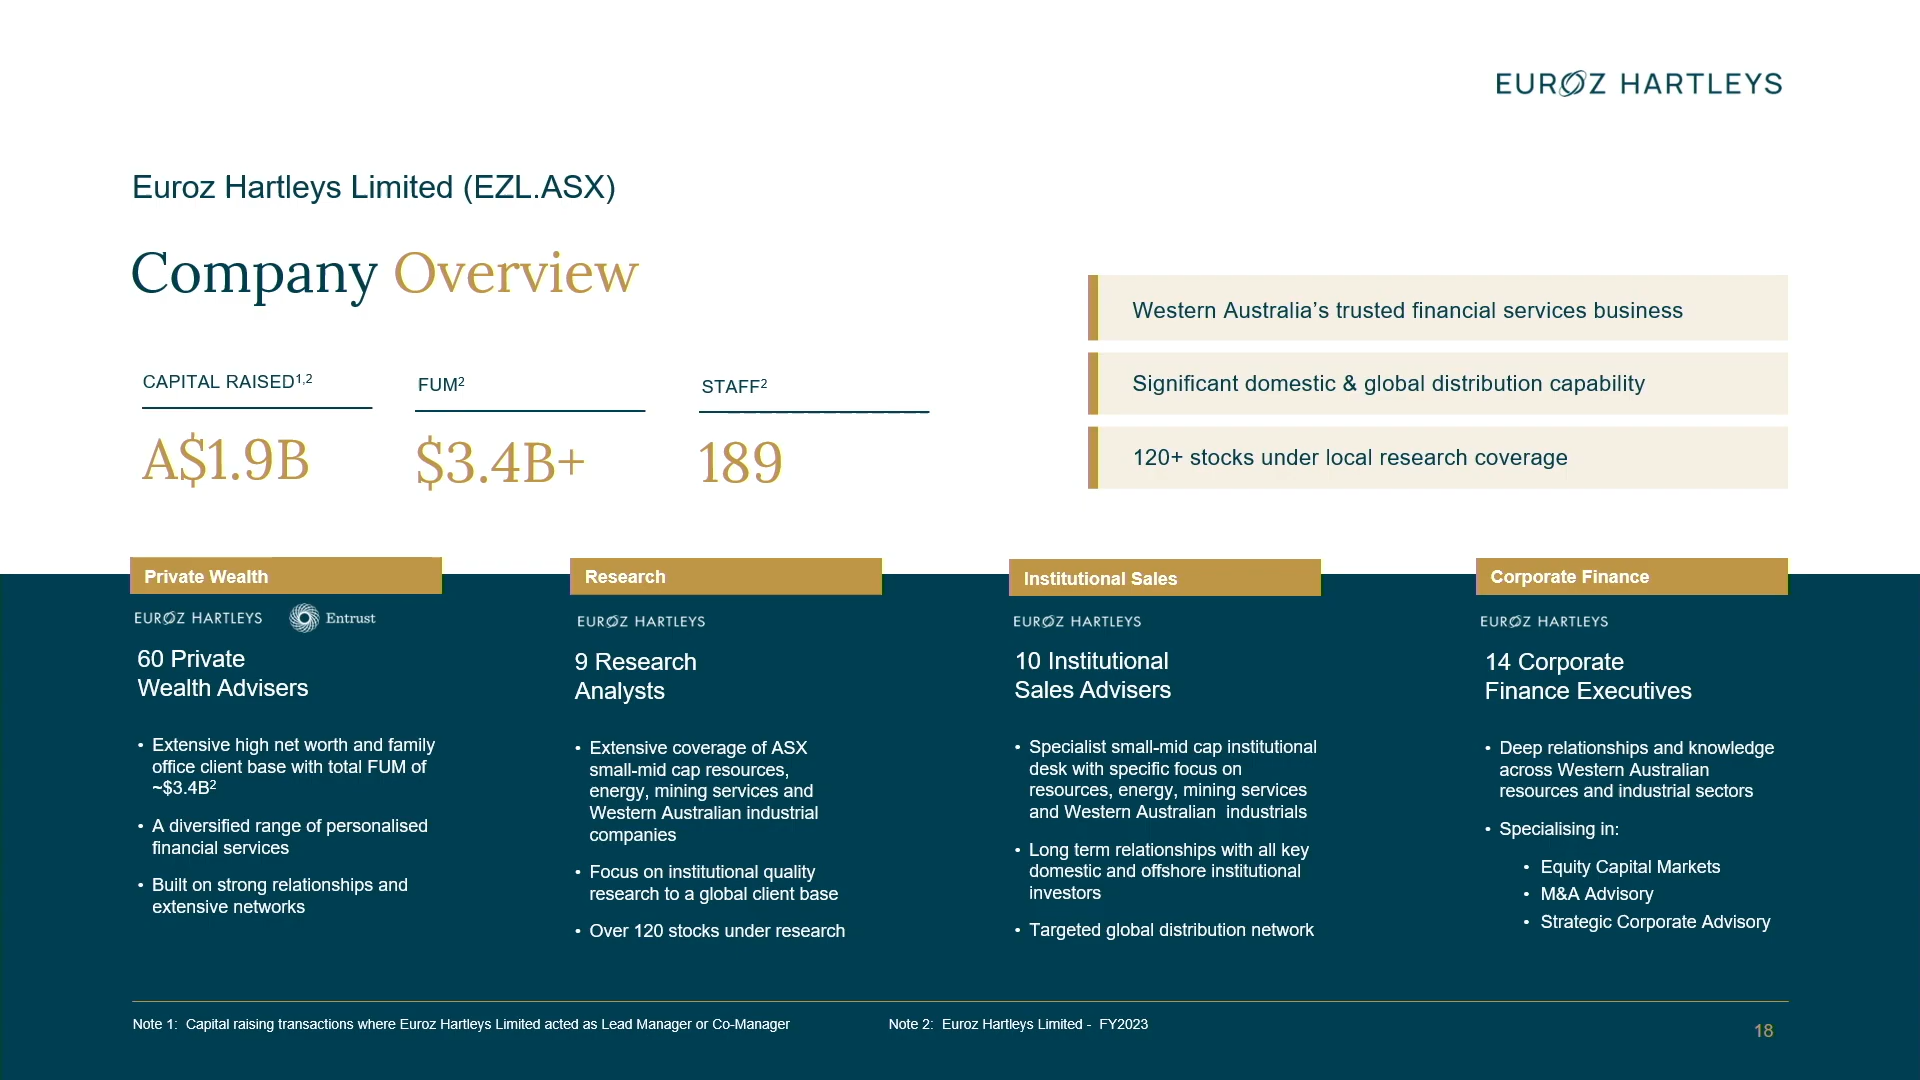 EUROZ HARTLEYS
Euroz Hartleys Limited (EZL.ASX)
Company Overview
CAPITAL RAISED1,2
A$1.9B
FUM2
$3.4B+
STAFF2
189
Western Australia’s trusted financial services business
Significant domestic & global distribution capability
120+ stocks under local research coverage
Private Wealth
EUROZ HARTLEYS
Entrust
60 Private
Wealth Advisers
• Extensive high net worth and family
office client base with total FUM of
~$3.4B2
• A diversified range of personalised
financial services
• Built on strong relationships and
extensive networks
Research
EUROZ HARTLEYS
9 Research
Analysts
• Extensive coverage of ASX
small-mid cap resources,
energy, mining services and
Western Australian industrial
companies
• Focus on institutional quality
research to a global client base
• Over 120 stocks under research
Institutional Sales
EUROZ HARTLEYS
10 Institutional
Sales Advisers
• Specialist small-mid cap institutional
desk with specific focus on
resources, energy, mining services
and Western Australian industrials
• Long term relationships with all key
domestic and offshore institutional
investors
• Targeted global distribution network
Corporate Finance
EUROZ HARTLEYS
14 Corporate
Finance Executives
• Deep relationships and knowledge
across Western Australian
resources and industrial sectors
• Specialising in:
• Equity Capital Markets
• M&A Advisory
• Strategic Corporate Advisory
Note 1: Capital raising transactions where Euroz Hartleys Limited acted as Lead Manager or Co-Manager
Note 2: Euroz Hartleys Limited - FY2023
18